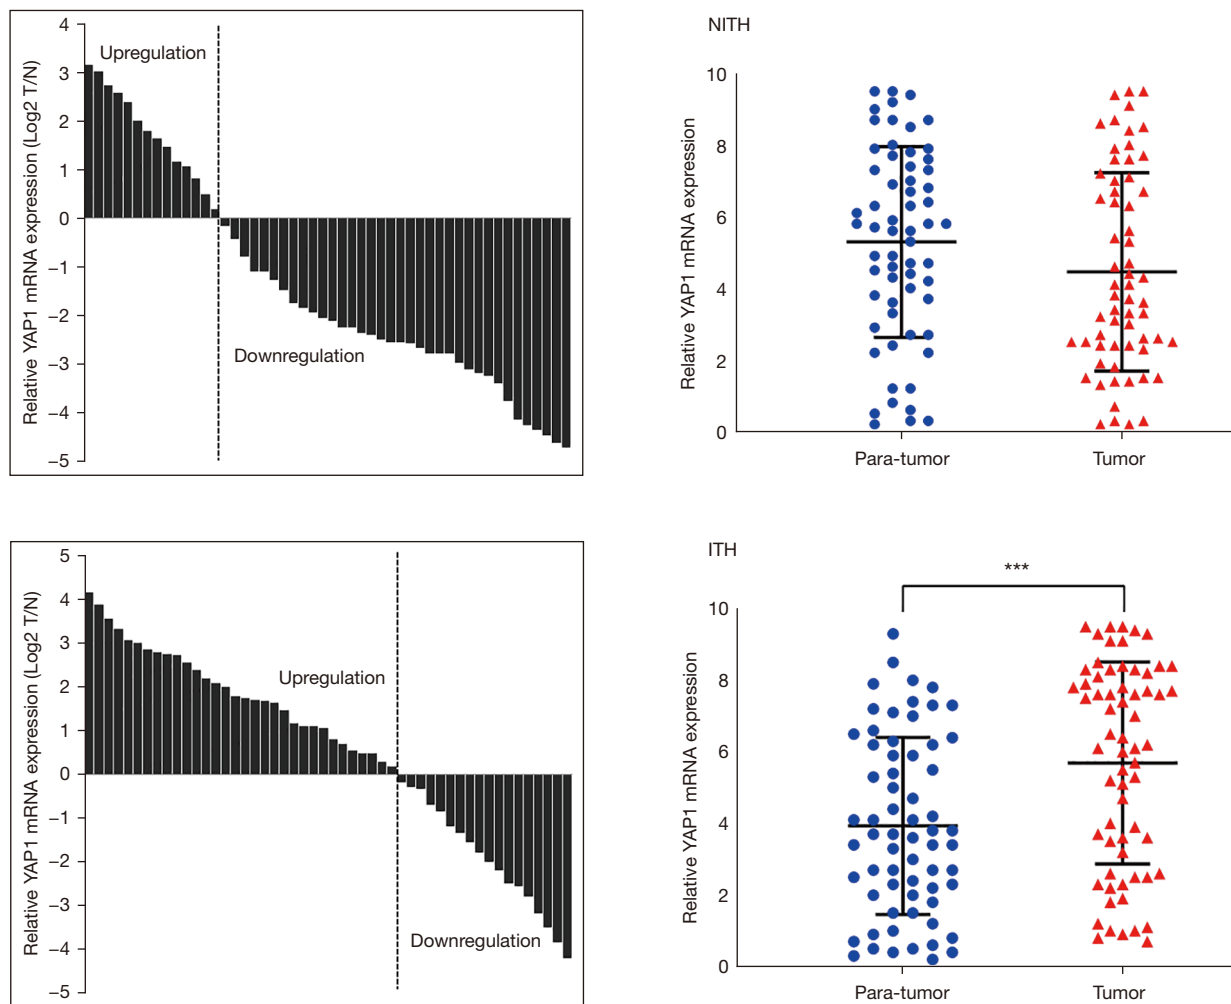 Relative YAP1 mRNA expression (Log2 T/N)
4
3
2
1
0
−1
−2
−3
−4
−5
Upregulation
Downregulation
NITH
Relative YAP1 mRNA expression
10
8
6
4
2
0
Para-tumor
Tumor
Relative YAP1 mRNA expression (Log2 T/N)
5
4
3
2
1
0
−1
−2
−3
−4
−5
Upregulation
Downregulation
ITH
***
Relative YAP1 mRNA expression
10
8
6
4
2
0
Para-tumor
Tumor